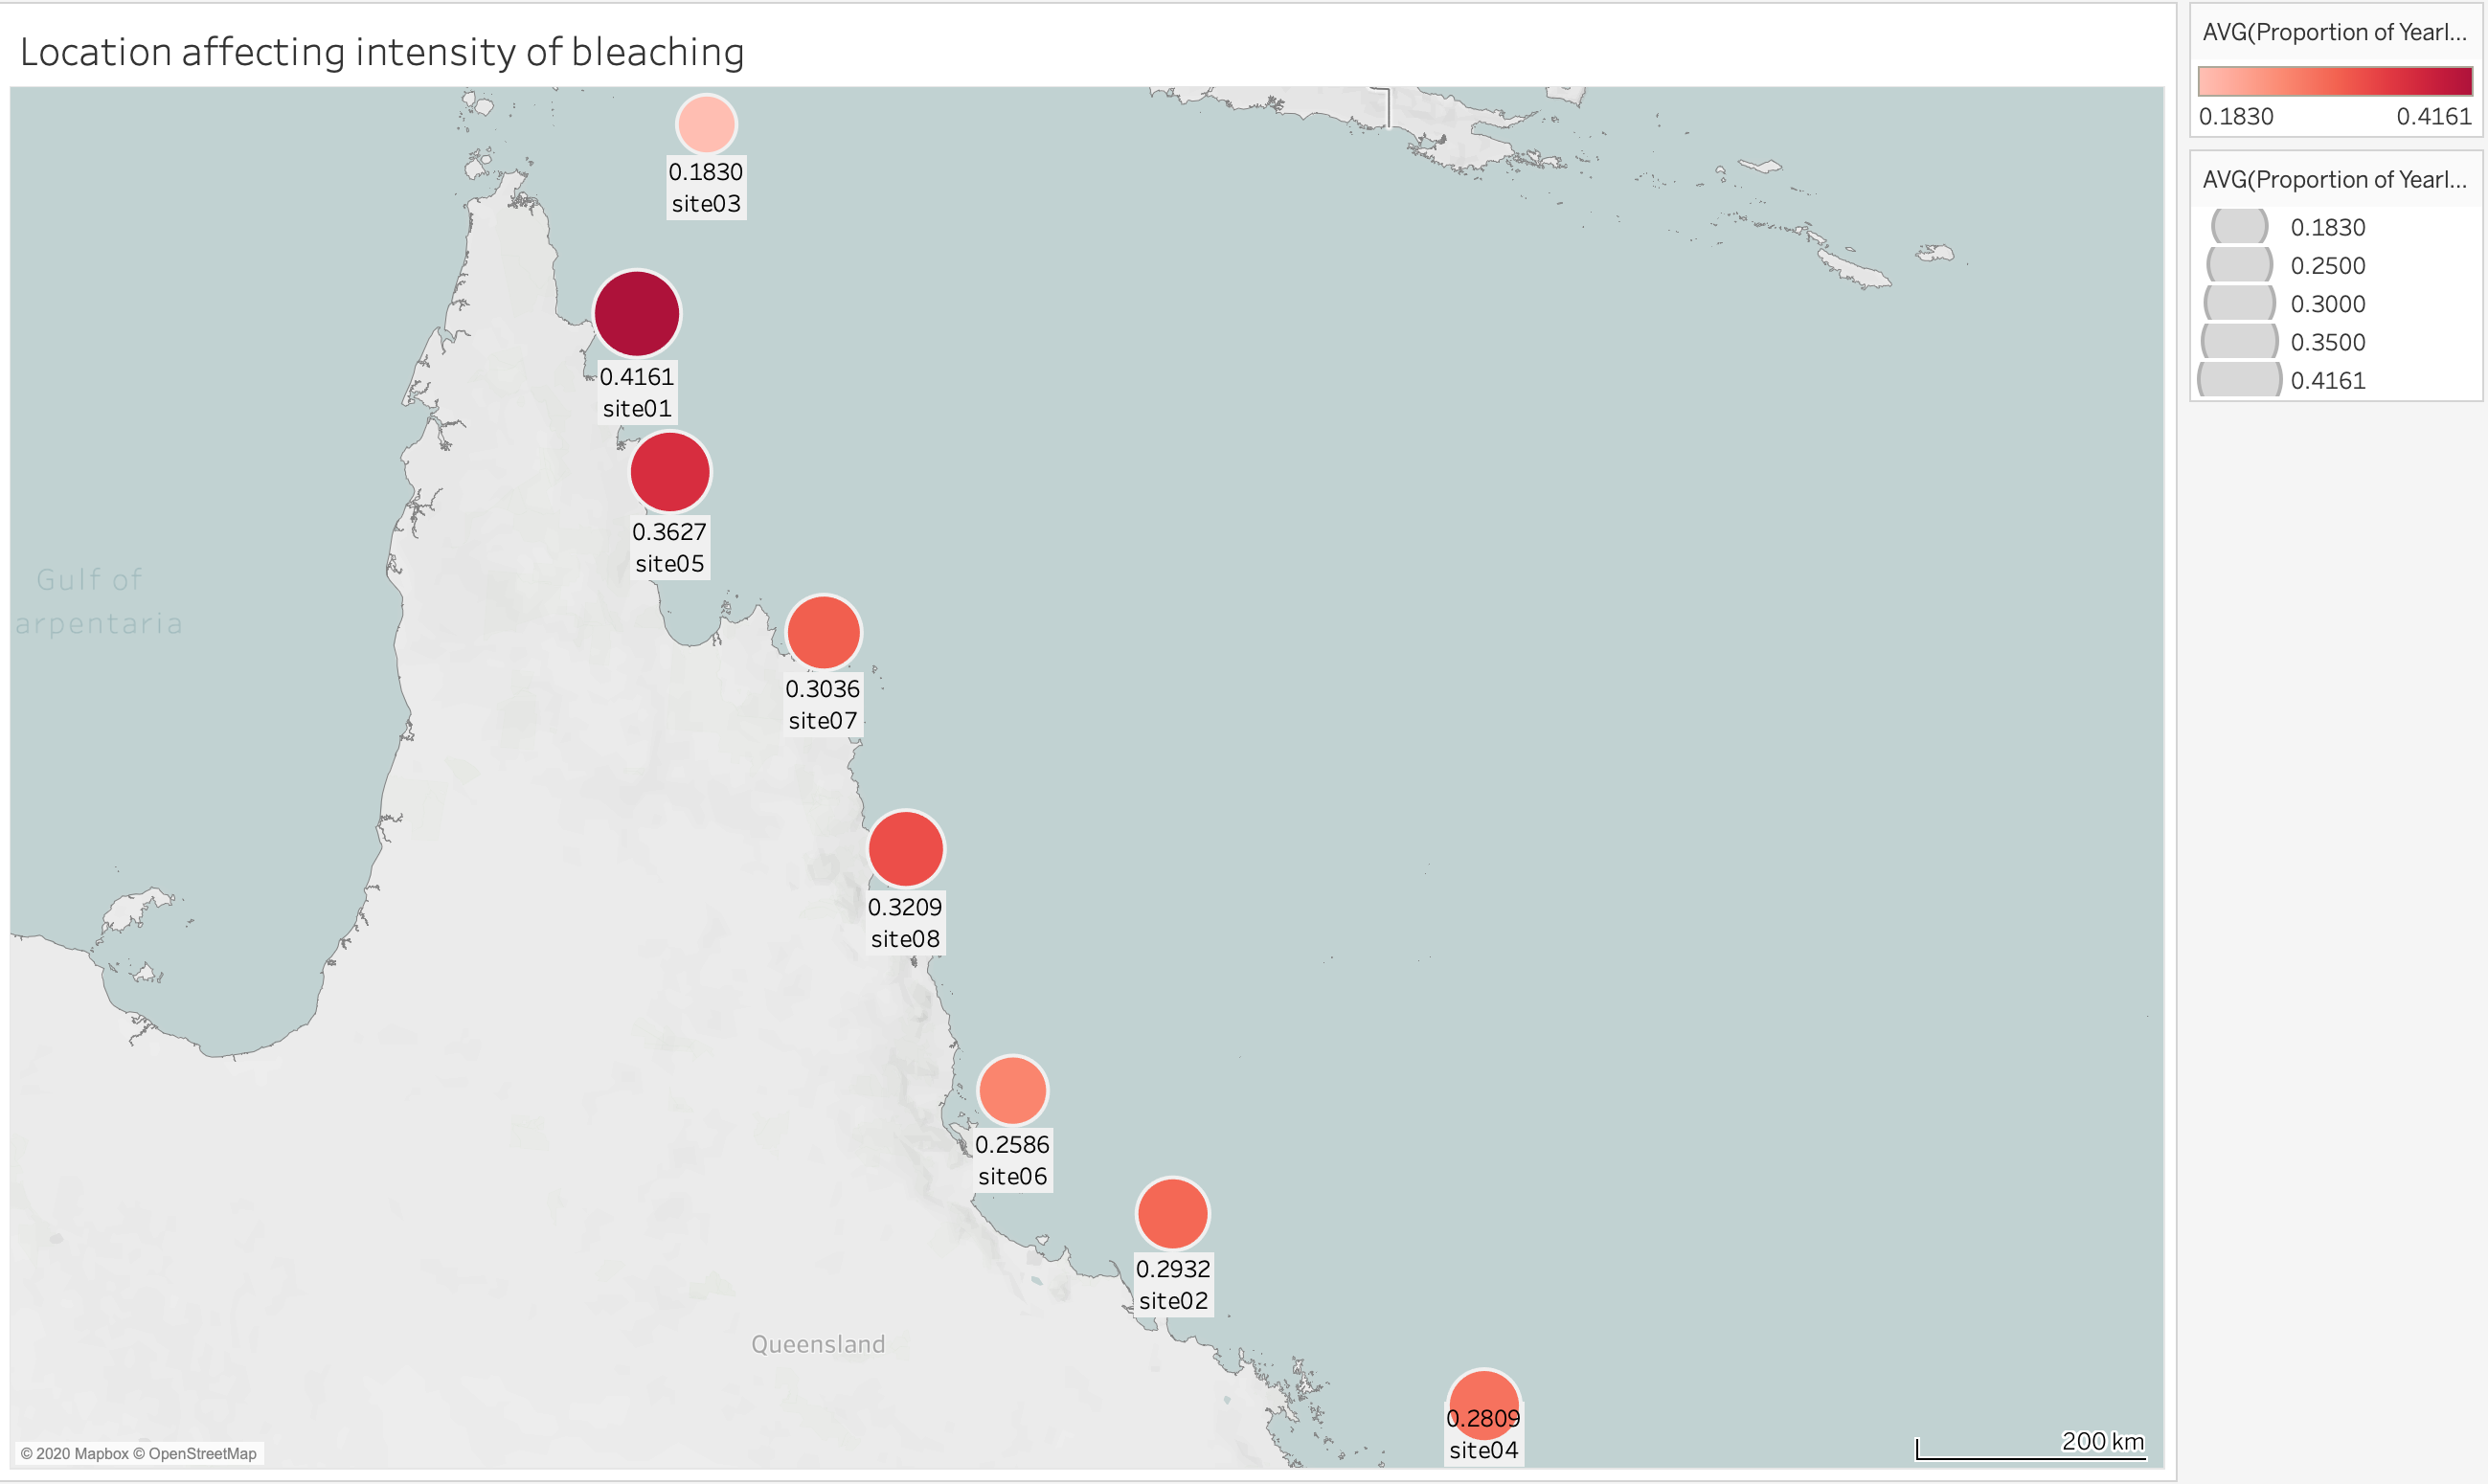 Location affecting intensity of bleaching
AVG(Proportion of Yearl...
0.1830 0.4161
AVG(Proportion of Yearl...
0.1830
0.2500
0.3000
0.3500
0.4161
0.1830
site03
0.4161
site01
0.3627
site05
Gulf of
arpentaria
0.3036
site07
0.3209
site08
0.2586
site06
0.2932
site02
Queensland
0.2809
site04
200 km
© 2020 Mapbox © OpenStreetMap